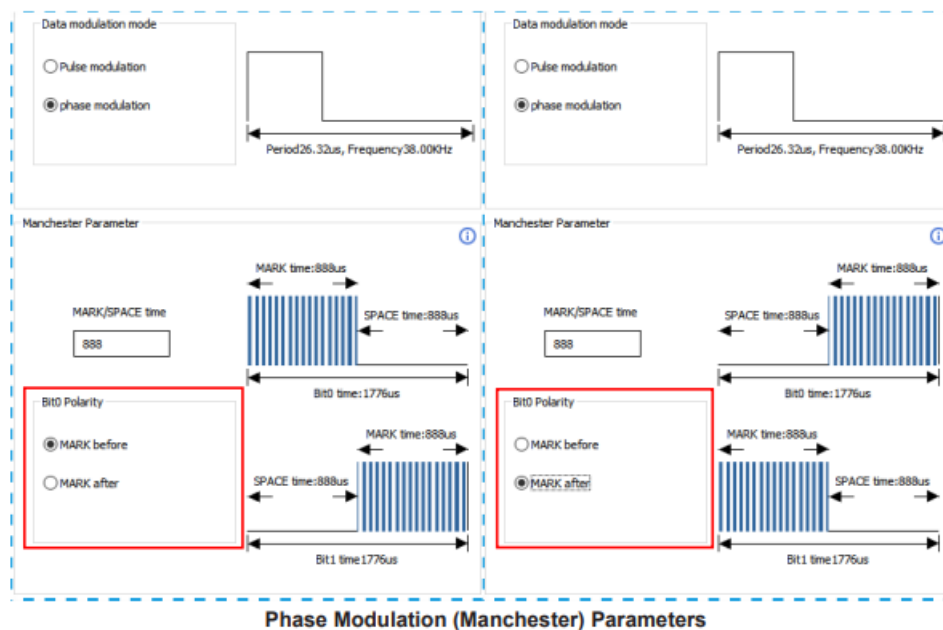 Data modulation mode
Pulse modulation
phase modulation
Period26.32us, Frequency38.00KHz
Manchester Parameter
MARK time:888us
MARK/SPACE time
888
SPACE time:888us
Bit0 time:1776us
Bit0 Polarity
MARK before
MARK after
MARK time:888us
SPACE time:888us
Bit1 time1776us
Data modulation mode
Pulse modulation
phase modulation
Period26.32us, Frequency38.00KHz
Manchester Parameter
MARK time:888us
MARK/SPACE time
888
SPACE time:888us
Bit0 time:1776us
Bit0 Polarity
MARK before
MARK after
MARK time:888us
SPACE time:888us
Bit1 time1776us
Phase Modulation (Manchester) Parameters